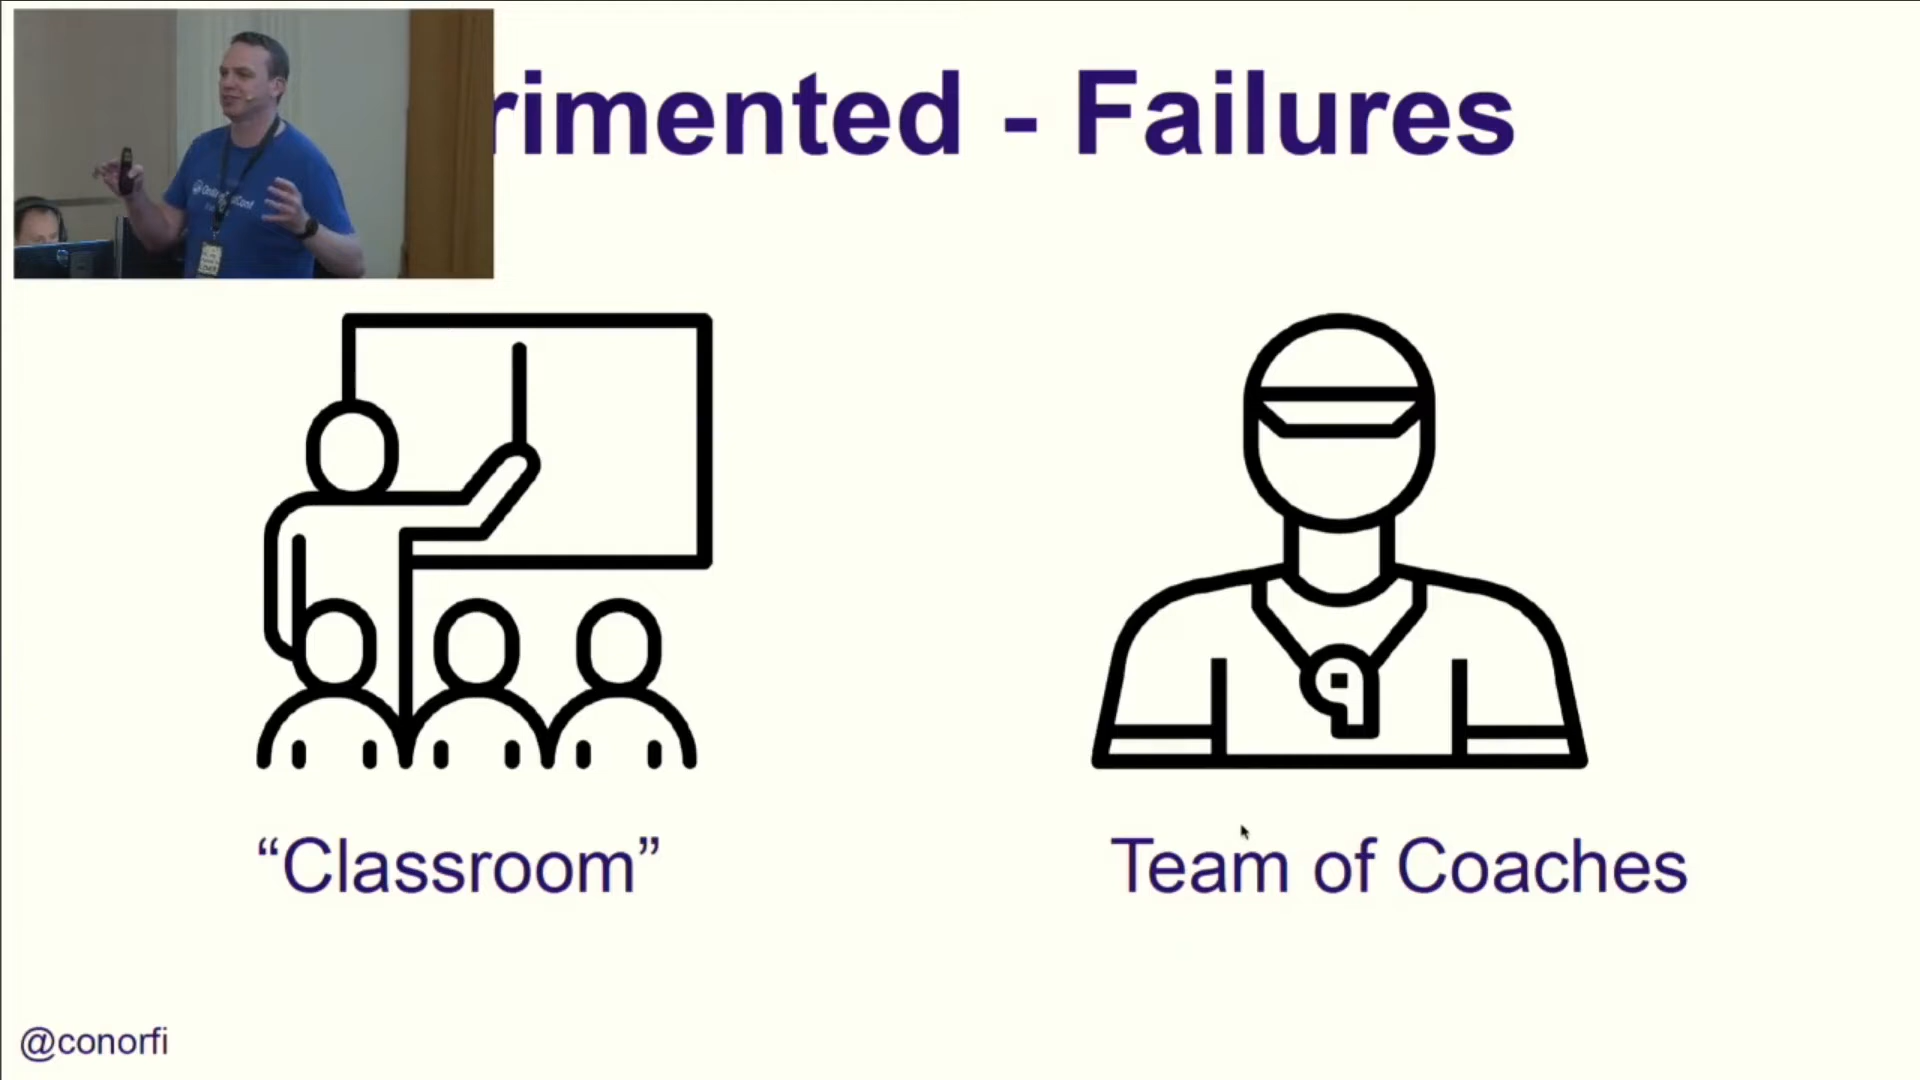 rimented - Failures
“Classroom”
Team of Coaches
@conorfi